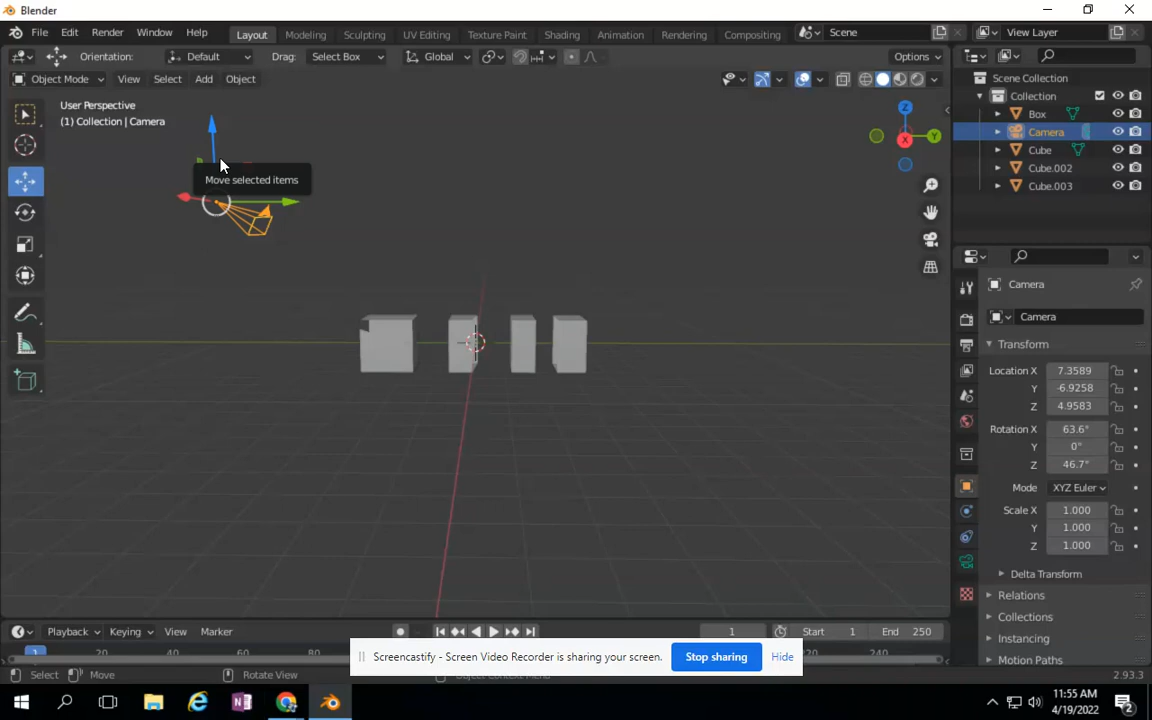 Blender
File Edit Render Window Help Layout Modeling Sculpting UV Editing Texture Paint Shading Animation Rendering Compositing Scene View Layer
Orientation: Default Drag: Select Box Global Options
Object Mode View Select Add Object
User Perspective
(1) Collection | Camera
Move selected items
Z
Y
X
Scene Collection
Collection
Box
Camera
Cube
Cube.002
Cube.003
Camera
Camera
Transform
Location X 7.3589
Y -6.9258
Z 4.9583
Rotation X 63.6°
Y 0°
Z 46.7°
Mode XYZ Euler
Scale X 1.000
Y 1.000
Z 1.000
Delta Transform
Relations
Collections
Instancing
Motion Paths
Playback Keying View Marker 1 Start 1 End 250
1 20 40 60 80 240
Screencastify - Screen Video Recorder is sharing your screen. Stop sharing Hide
Select Move Rotate View Object Context Menu 2.93.3
11:55 AM
4/19/2022
2